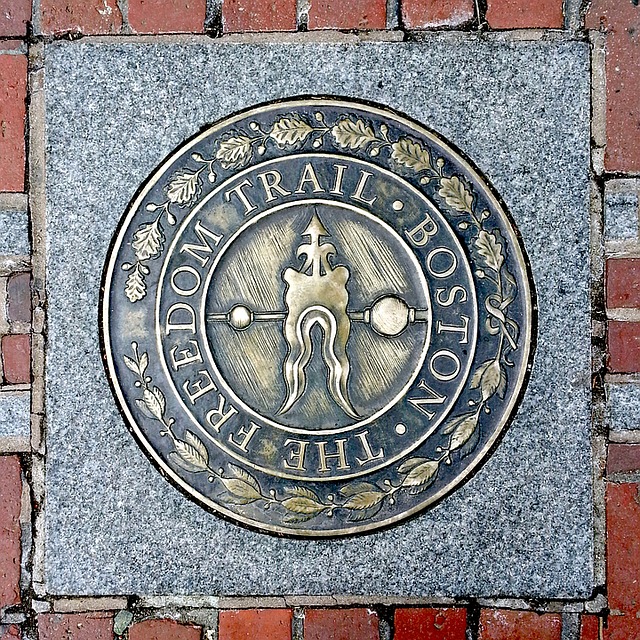 THE FREEDOM TRAIL • BOSTON •